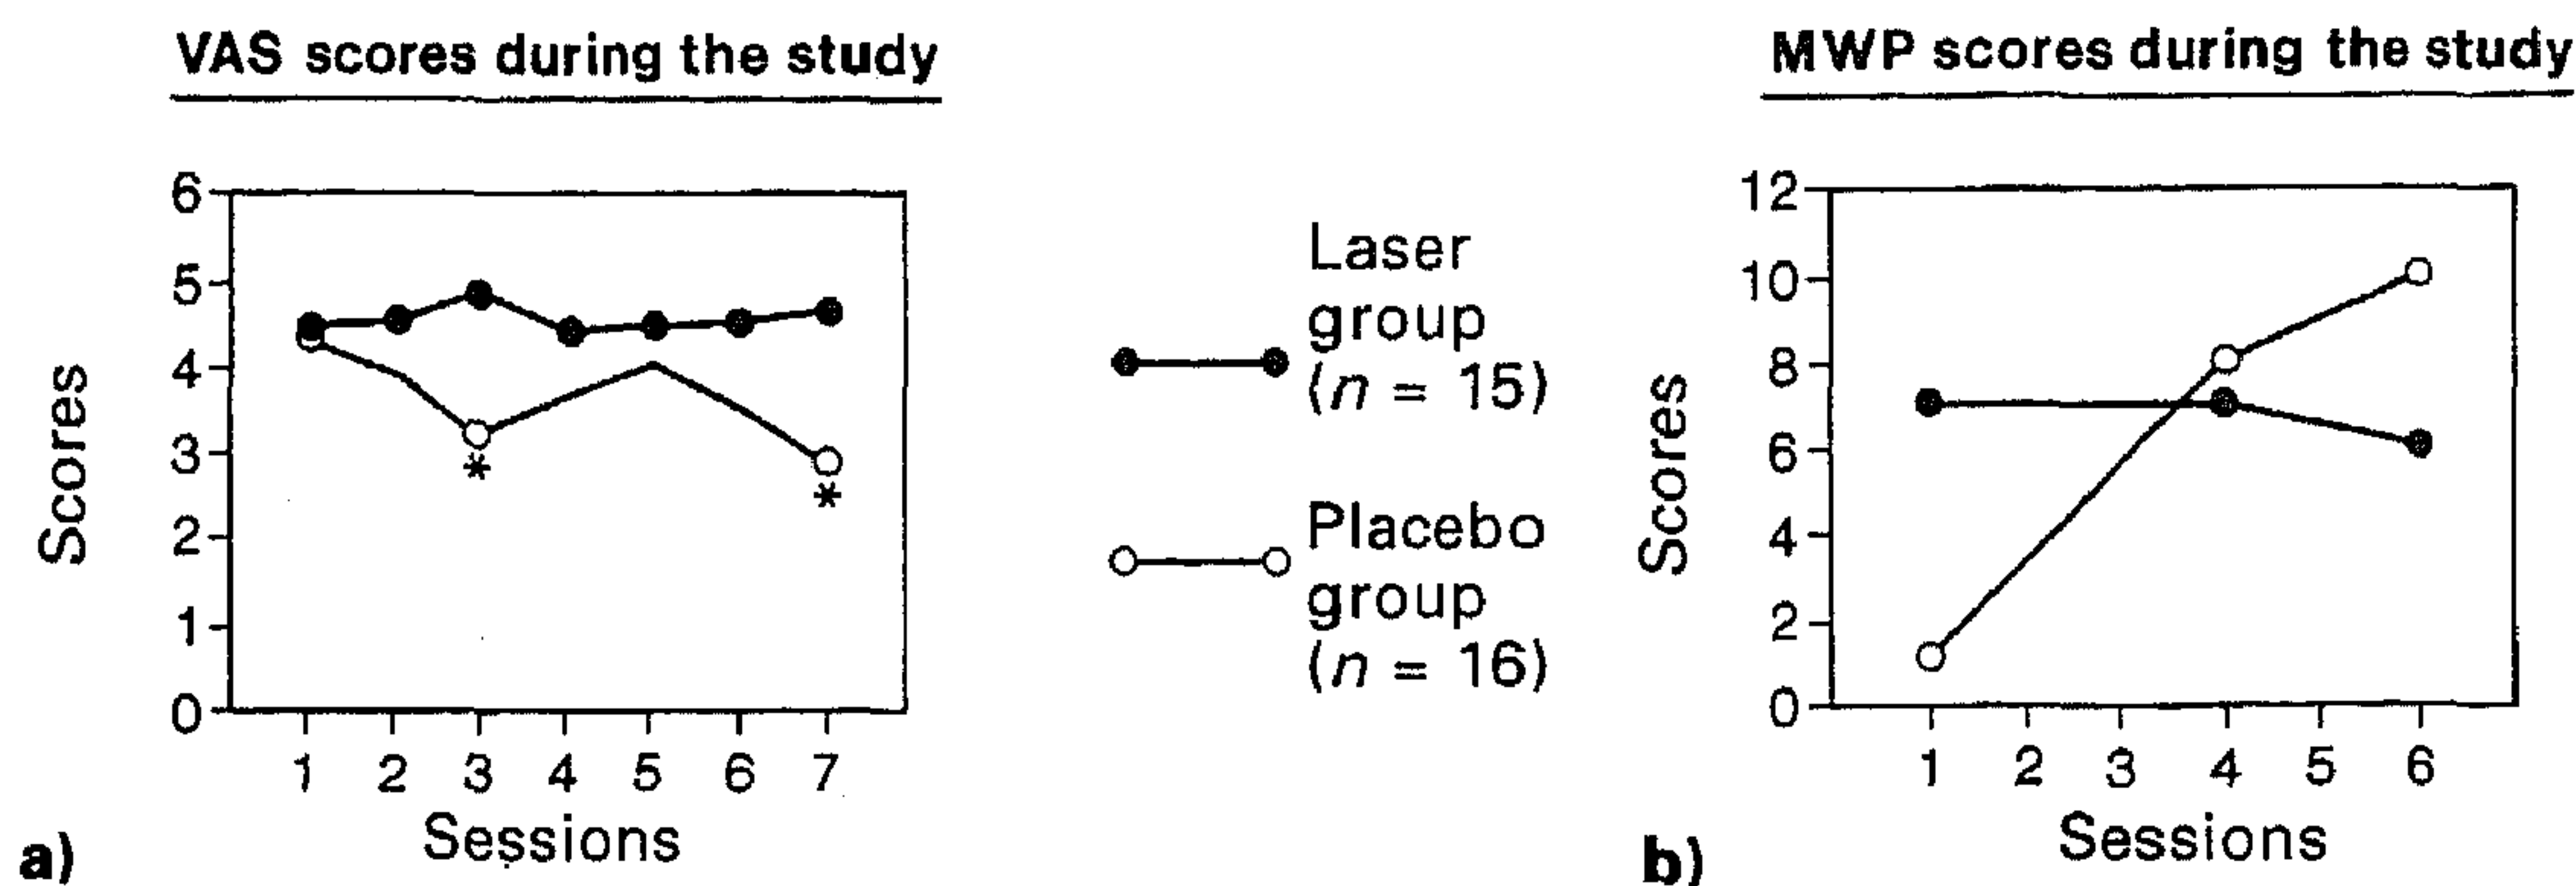 VAS scores during the study
6
5
4
3
2
1
0
Scores
*
*
1 2 3 4 5 6 7
Sessions
a)
Laser
group
(n = 15)
Placebo
group
(n = 16)
MWP scores during the study
12
10
8
6
4
2
0
Scores
1 2 3 4 5 6
Sessions
b)